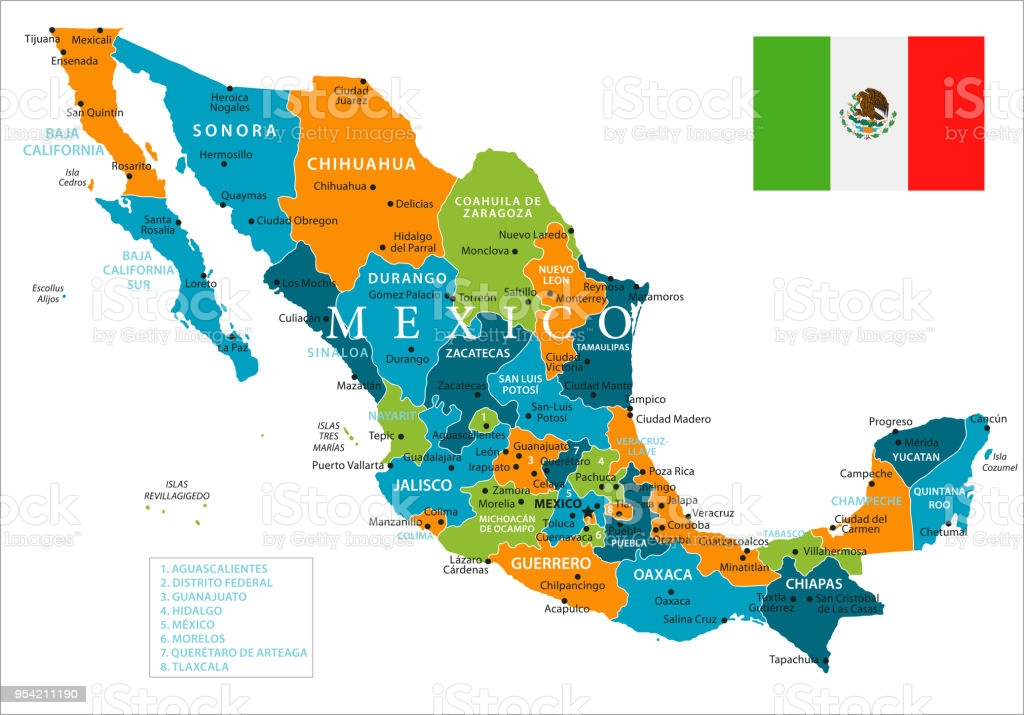 Tijuana
Mexicali
Ensenada
San Quintín
BAJA
CALIFORNIA
Isla
Cedros
Rosarito
Heroica
Nogales
SONORA
Hermosillo
Quaymas
Ciudad Obregon
Santa
Rosalía
BAJA
CALIFORNIA
SUR
Loreto
La Paz
Escollus
Alijos
Ciudad
Juarez
CHIHUAHUA
Chihuahua
Delicias
Hidalgo
del Parral
COAHUILA DE
ZARAGOZA
Nuevo Laredo
Monclova
Saltillo
NUEVO
LEON
Monterrey
Reynosa
Matamoros
Los Mochis
Culiacán
SINALOA
Mazatlán
DURANGO
Gómez Palacio
Torreón
Durango
MEXICO
ZACATECAS
Zacatecas
SAN LUIS
POTOSÍ
San-Luis
Potosí
TAMAULIPAS
Ciudad
Victoria
Ciudad Mante
Tampico
Ciudad Madero
NAYARIT
Tepic
ISLAS
TRES
MARÍAS
Puerto Vallarta
ISLAS
REVILLAGIGEDO
1
Aguascalientes
Guadalajara
JALISCO
León
Guanajuato
Irapuato
3
Celaya
7
Querétaro
4
Pachuca
VERACRUZ-
LLAVE
Poza Rica
Jalapa
Veracruz
Cordoba
Orizaba
Coatzacoalcos
Minatitlan
Zamora
Morelia
MICHOACÁN
DE OCAMPO
Colima
Manzanillo
COLIMA
Lázaro
Cárdenas
5
MEXICO
2
Toluca
Cuernavaca
6
8
Tlaxcala
Puebla
PUEBLA
GUERRERO
Chilpancingo
Acapulco
OAXACA
Oaxaca
Salina Cruz
TABASCO
Villahermosa
CHIAPAS
Tuxtla
Gutiérrez
San Cristóbal
de Las Casas
Tapachula
Progreso
Mérida
YUCATAN
Cancún
Isla
Cozumel
Campeche
CHAMPECHE
Ciudad del
Carmen
QUINTANA
ROO
Chetumal
1. AGUASCALIENTES
2. DISTRITO FEDERAL
3. GUANAJUATO
4. HIDALGO
5. MÉXICO
6. MORELOS
7. QUERÉTARO DE ARTEAGA
8. TLAXCALA
iStock
by Getty Images™
954211190